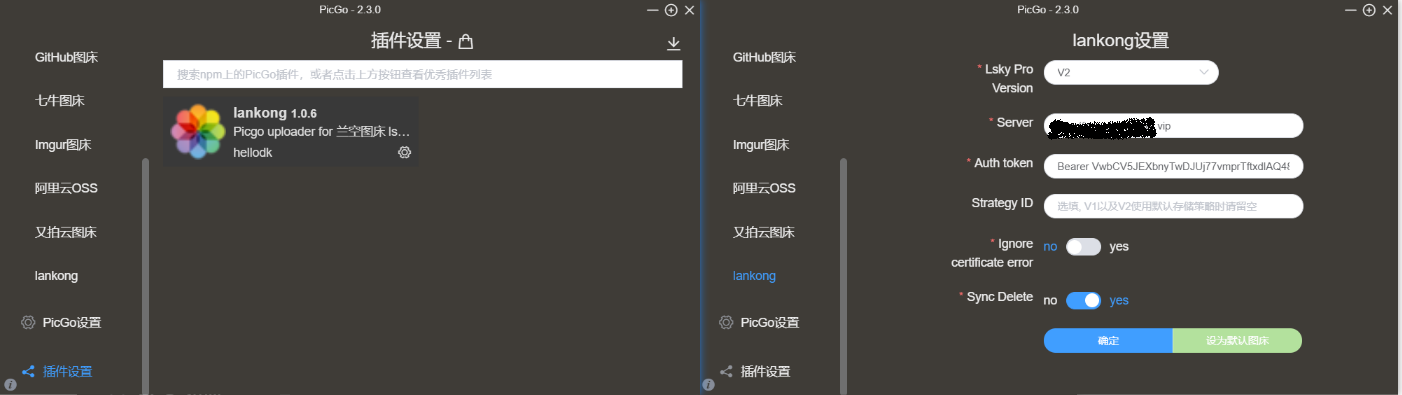 PicGo - 2.3.0
插件设置 -
GitHub图床
搜索npm上的PicGo插件，或者点击上方按钮查看优秀插件列表
七牛图床
lankong 1.0.6
Picgo uploader for 兰空图床 ls…
Imgur图床
hellodk
阿里云OSS
又拍云图床
lankong
PicGo设置
插件设置
PicGo - 2.3.0
lankong设置
GitHub图床
* Lsky Pro
Version
V2
七牛图床
* Server
vip
Imgur图床
* Auth token
Bearer VwbCV5JEXbnyTwDJUj77vmprTftxdIAQ48
阿里云OSS
Strategy ID
选填, V1以及V2使用默认存储策略时请留空
又拍云图床
* Ignore
certificate error
no
yes
lankong
* Sync Delete
no
yes
PicGo设置
确定
设为默认图床
插件设置